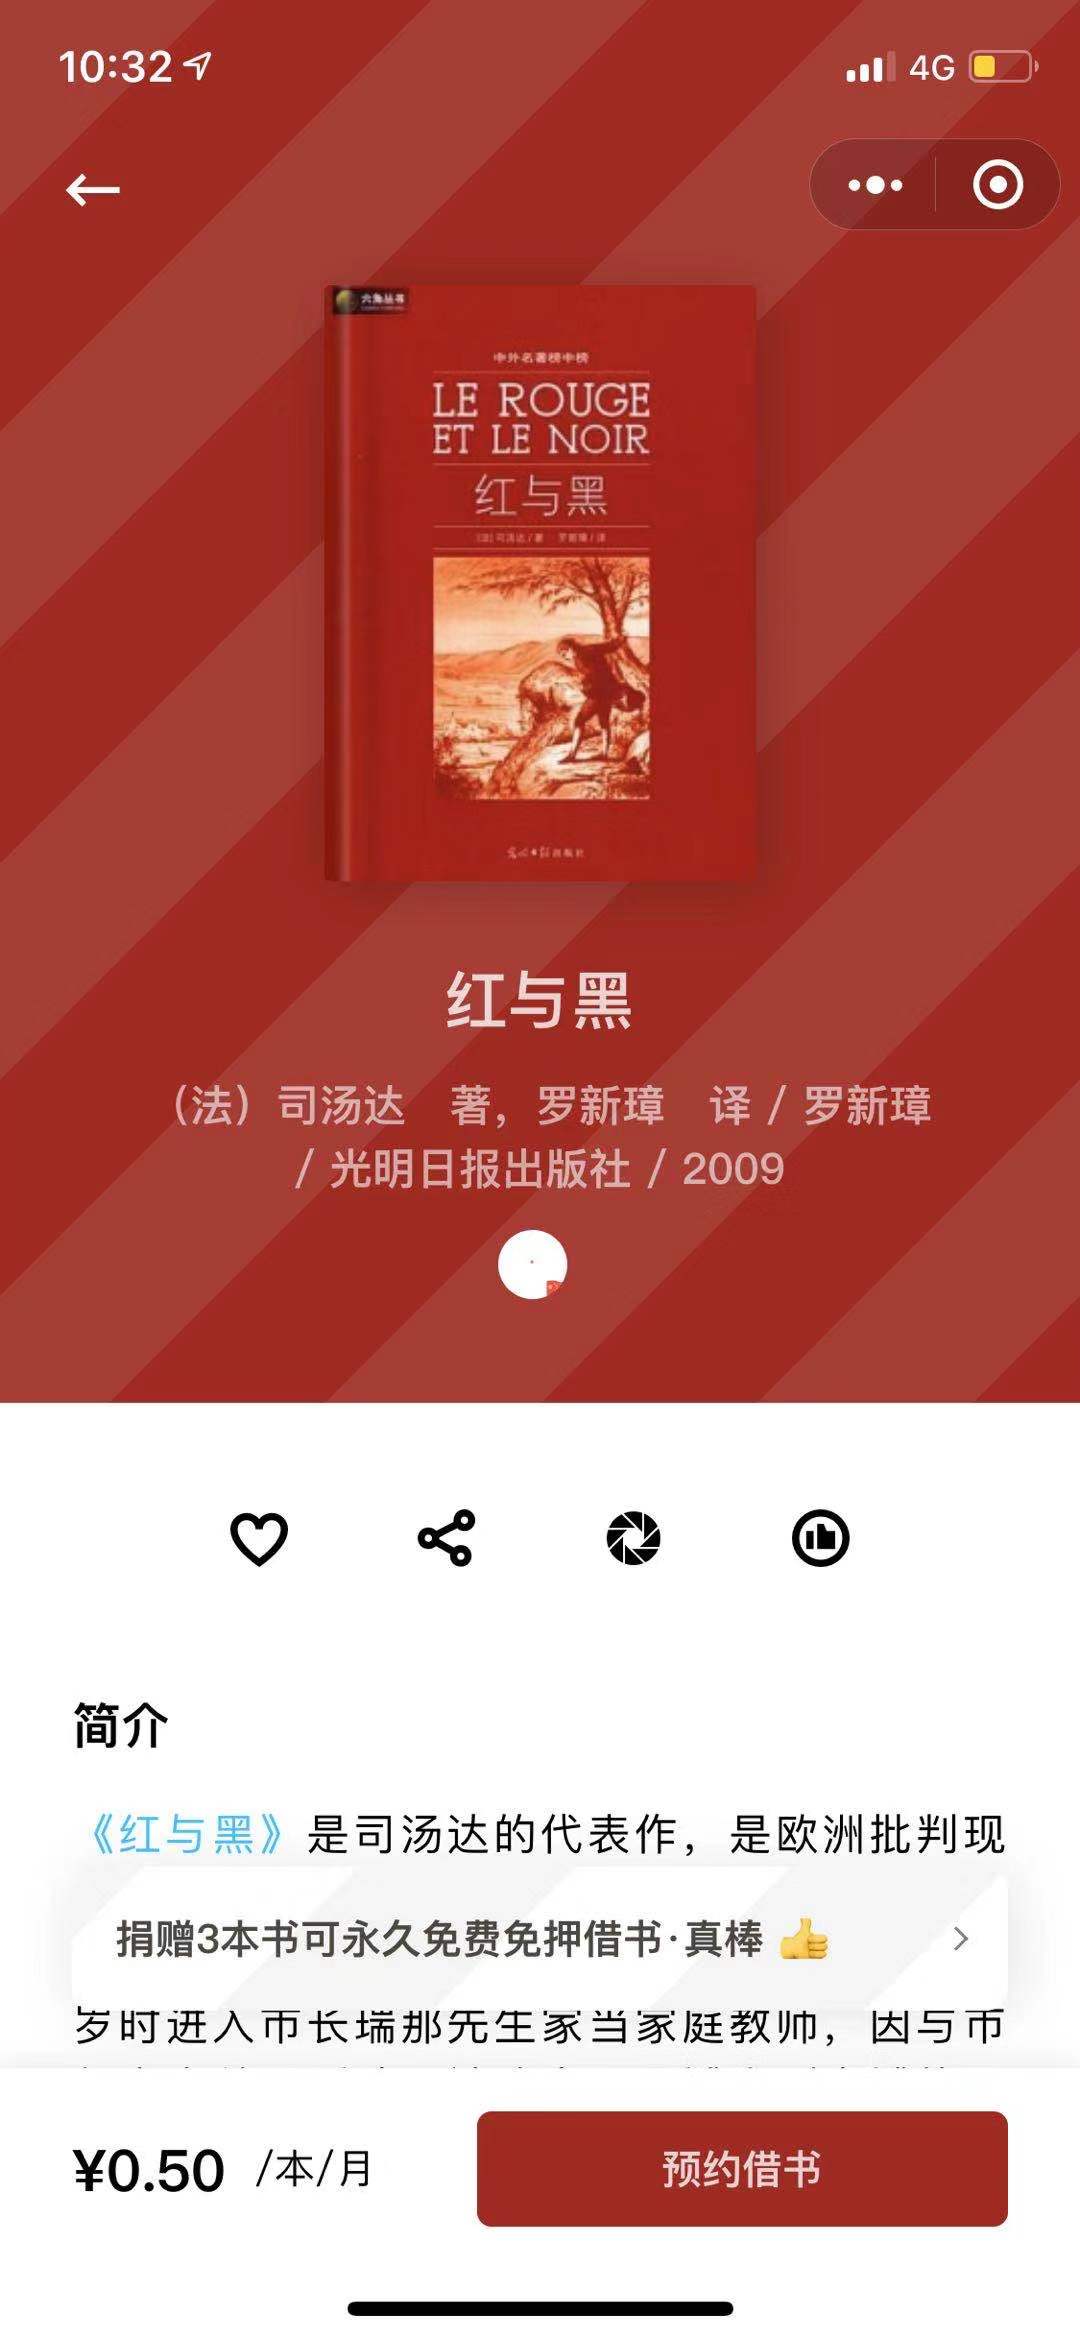 10:32
4G
六角丛书
中外名著榜中榜
LE ROUGE
ET LE NOIR
红与黑
(法)司汤达/著 罗新璋/译
光明日报出版社
红与黑
（法）司汤达 著，罗新璋 译 / 罗新璋
/ 光明日报出版社 / 2009
简介
《红与黑》是司汤达的代表作，是欧洲批判现
捐赠3本书可永久免费免押借书·真棒 👍
岁时进入市长瑞那先生家当家庭教师，因与市
¥0.50 /本/月
预约借书